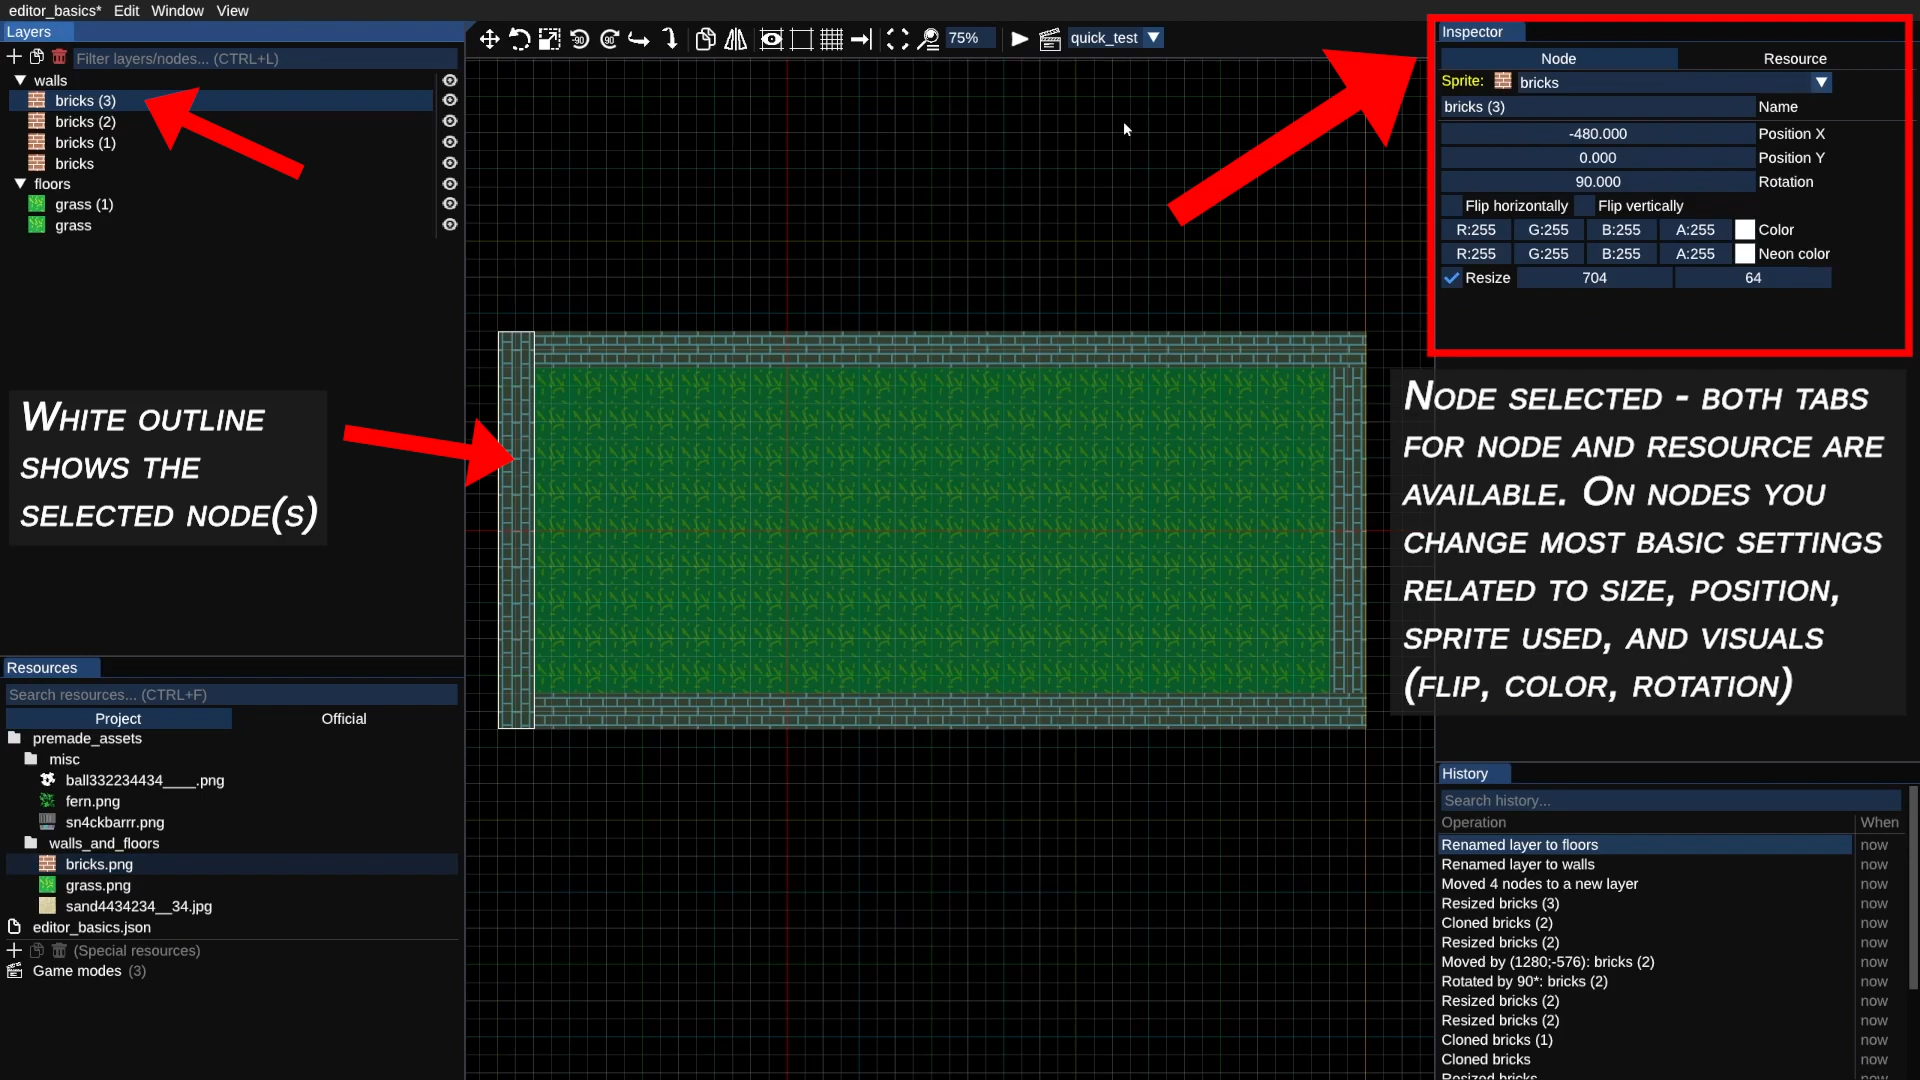 editor_basics* Edit Window View
Layers
Filter layers/nodes... (CTRL+L)
walls
bricks (3)
bricks (2)
bricks (1)
bricks
floors
grass (1)
grass
White outline
shows the
selected node(s)
Resources
Search resources... (CTRL+F)
Project Official
premade_assets
misc
ball332234434____.png
fern.png
sn4ckbarrr.png
walls_and_floors
bricks.png
grass.png
sand4434234__34.jpg
editor_basics.json
(Special resources)
Game modes (3)
90 90 75% quick_test
Inspector
Node Resource
Sprite: bricks
bricks (3) Name
-480.000 Position X
0.000 Position Y
90.000 Rotation
Flip horizontally Flip vertically
R:255 G:255 B:255 A:255 Color
R:255 G:255 B:255 A:255 Neon color
Resize 704 64
Node selected - both tabs
for node and resource are
available. On nodes you
change most basic settings
related to size, position,
sprite used, and visuals
(flip, color, rotation)
History
Search history...
Operation When
Renamed layer to floors now
Renamed layer to walls now
Moved 4 nodes to a new layer now
Resized bricks (3) now
Cloned bricks (2) now
Resized bricks (2) now
Moved by (1280;-576): bricks (2) now
Rotated by 90*: bricks (2) now
Resized bricks (2) now
Resized bricks (2) now
Cloned bricks (1) now
Cloned bricks now
Resized bricks now